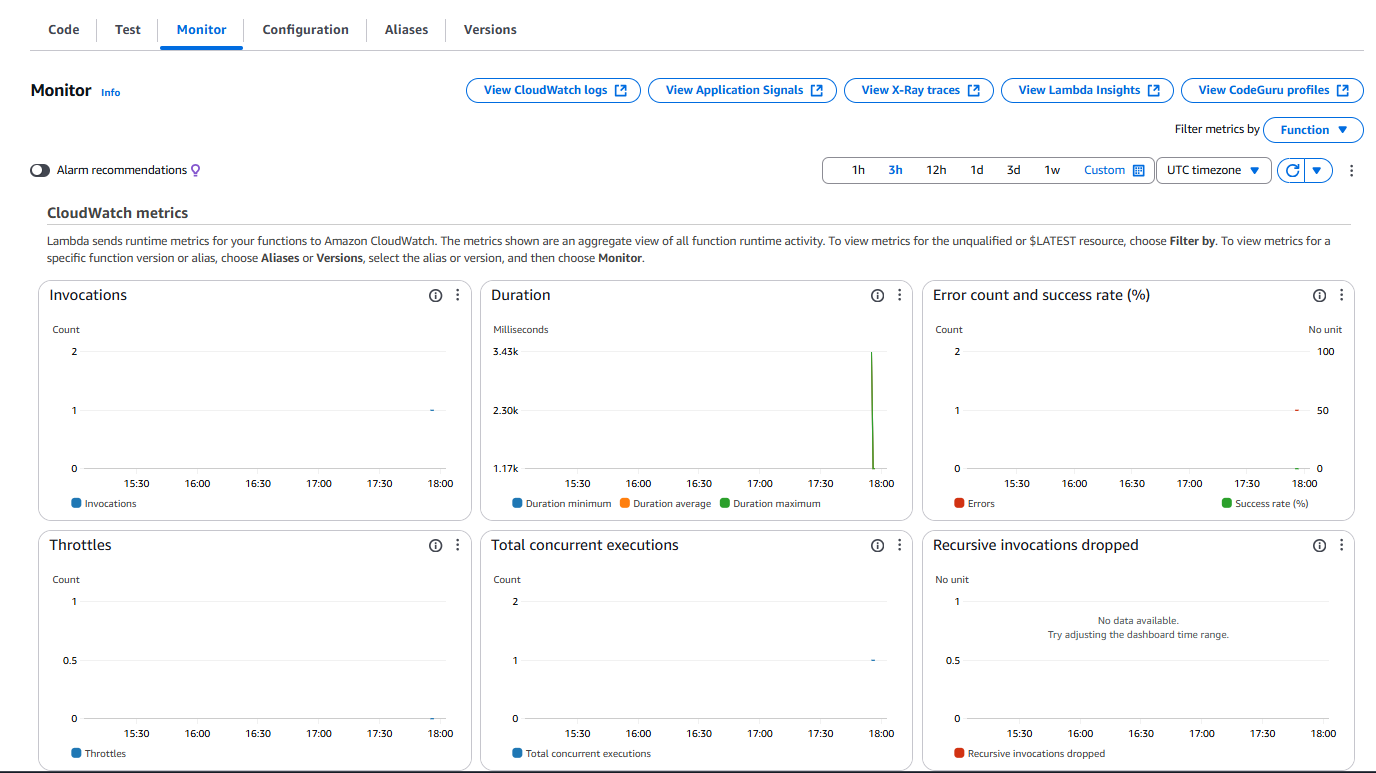 Code Test Monitor Configuration Aliases Versions
Monitor Info View CloudWatch logs View Application Signals View X-Ray traces View Lambda Insights View CodeGuru profiles
Filter metrics by Function
Alarm recommendations 1h 3h 12h 1d 3d 1w Custom UTC timezone
CloudWatch metrics
Lambda sends runtime metrics for your functions to Amazon CloudWatch. The metrics shown are an aggregate view of all function runtime activity. To view metrics for the unqualified or $LATEST resource, choose Filter by. To view metrics for a
specific function version or alias, choose Aliases or Versions, select the alias or version, and then choose Monitor.
Invocations
Count
2
1
0
15:30 16:00 16:30 17:00 17:30 18:00
Invocations
Duration
Milliseconds
3.43k
2.30k
1.17k
15:30 16:00 16:30 17:00 17:30 18:00
Duration minimum Duration average Duration maximum
Error count and success rate (%)
Count No unit
2 100
1 50
0 0
15:30 16:00 16:30 17:00 17:30 18:00
Errors Success rate (%)
Throttles
Count
1
0.5
0
15:30 16:00 16:30 17:00 17:30 18:00
Throttles
Total concurrent executions
Count
2
1
0
15:30 16:00 16:30 17:00 17:30 18:00
Total concurrent executions
Recursive invocations dropped
No unit
1
No data available.
Try adjusting the dashboard time range.
0.5
0
15:30 16:00 16:30 17:00 17:30 18:00
Recursive invocations dropped